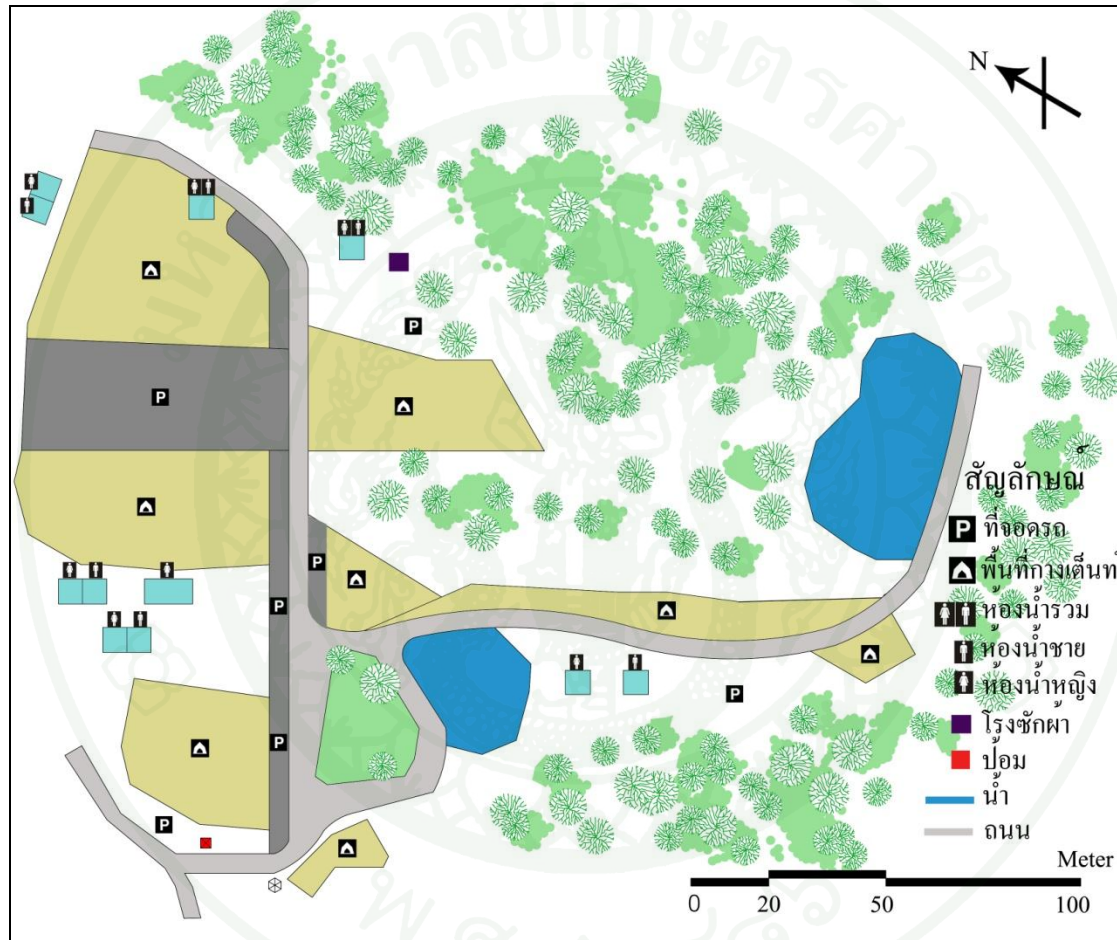 N
P
P
P
P
P
P
P
สัญลักษณ์
P ที่จอดรถ
พื้นที่กางเต็นท์
ห้องน้ำรวม
ห้องน้ำชาย
ห้องน้ำหญิง
โรงซักผ้า
ป้อม
น้ำ
ถนน
Meter
0 20 50 100